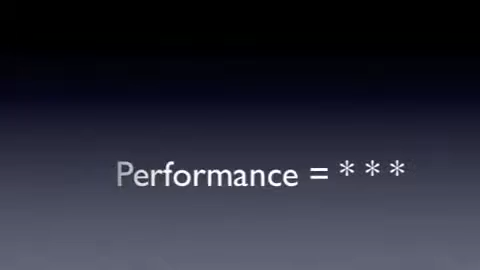 Performance = * * *